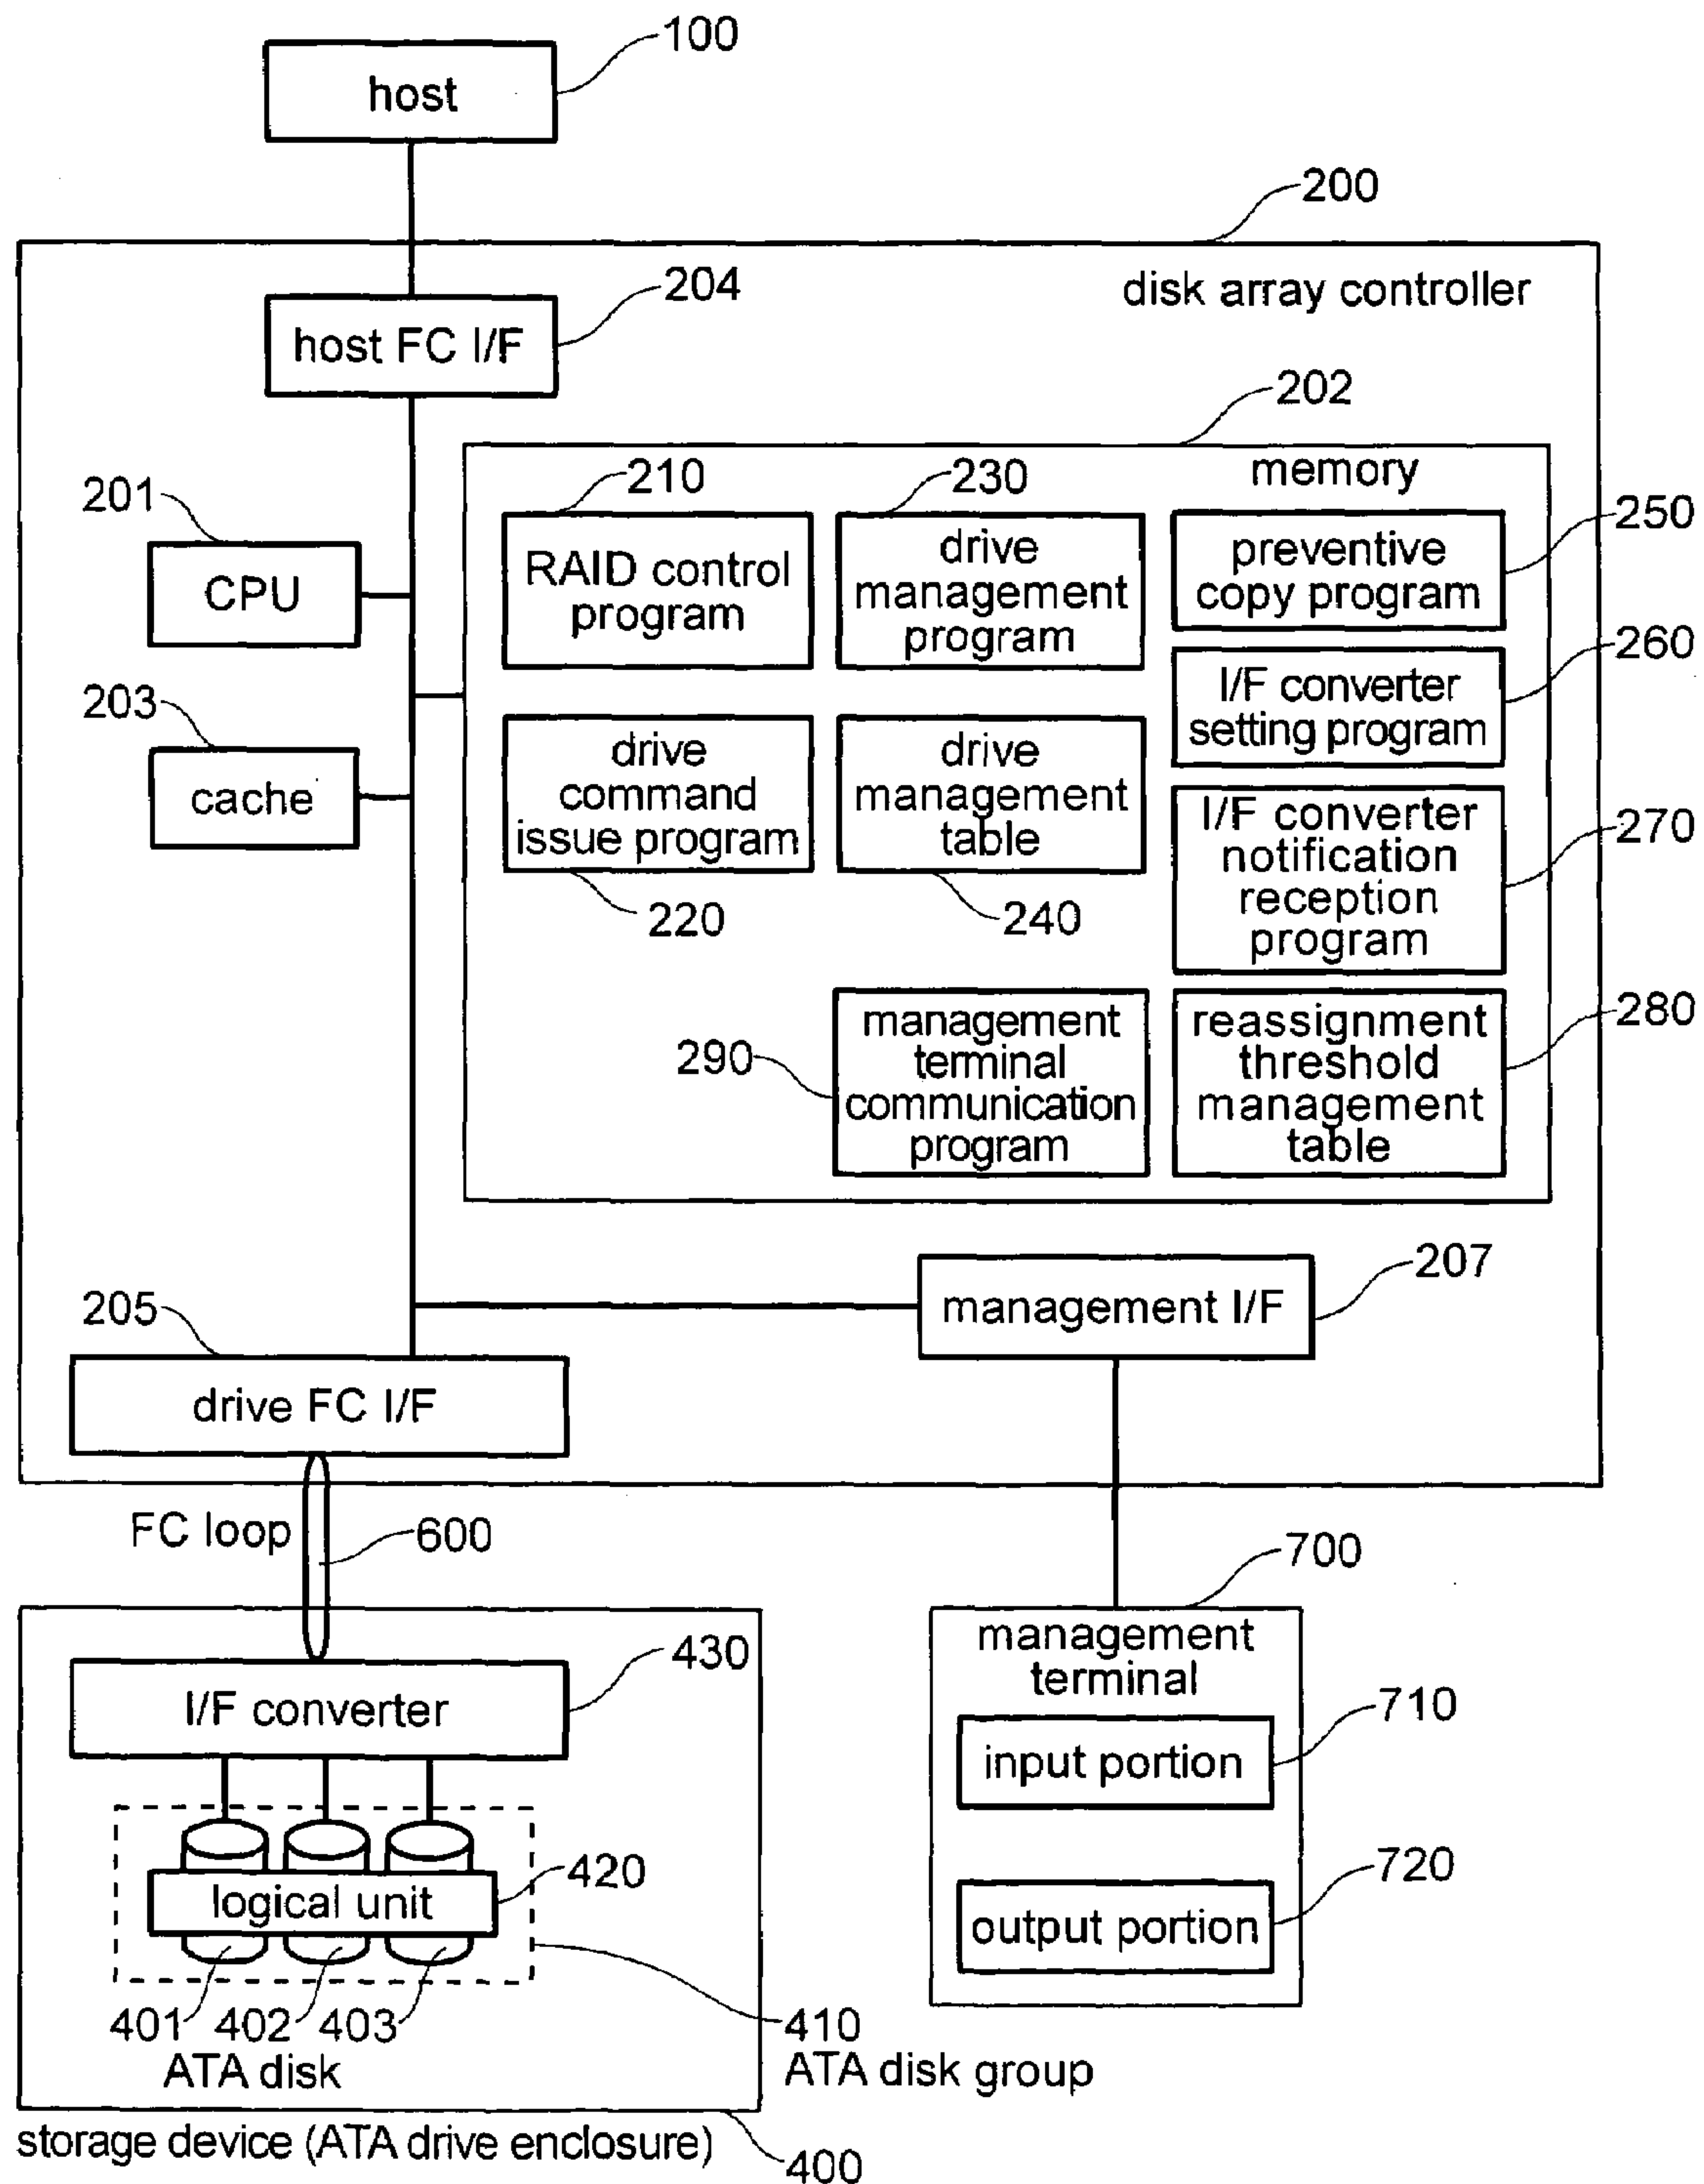 100
host
200
204
disk array controller
host FC I/F
202
memory
210
230
201
250
CPU
RAID control
program
drive
management
program
preventive
copy program
260
203
I/F converter
setting program
cache
drive
command
issue program
drive
management
table
270
I/F converter
notification
reception
program
220
240
280
290
management
terminal
communication
program
reassignment
threshold
management
table
207
205
management I/F
drive FC I/F
FC loop
600
700
430
management
terminal
I/F converter
710
input portion
420
logical unit
720
output portion
401 402 403
410
ATA disk
ATA disk group
storage device (ATA drive enclosure)
400